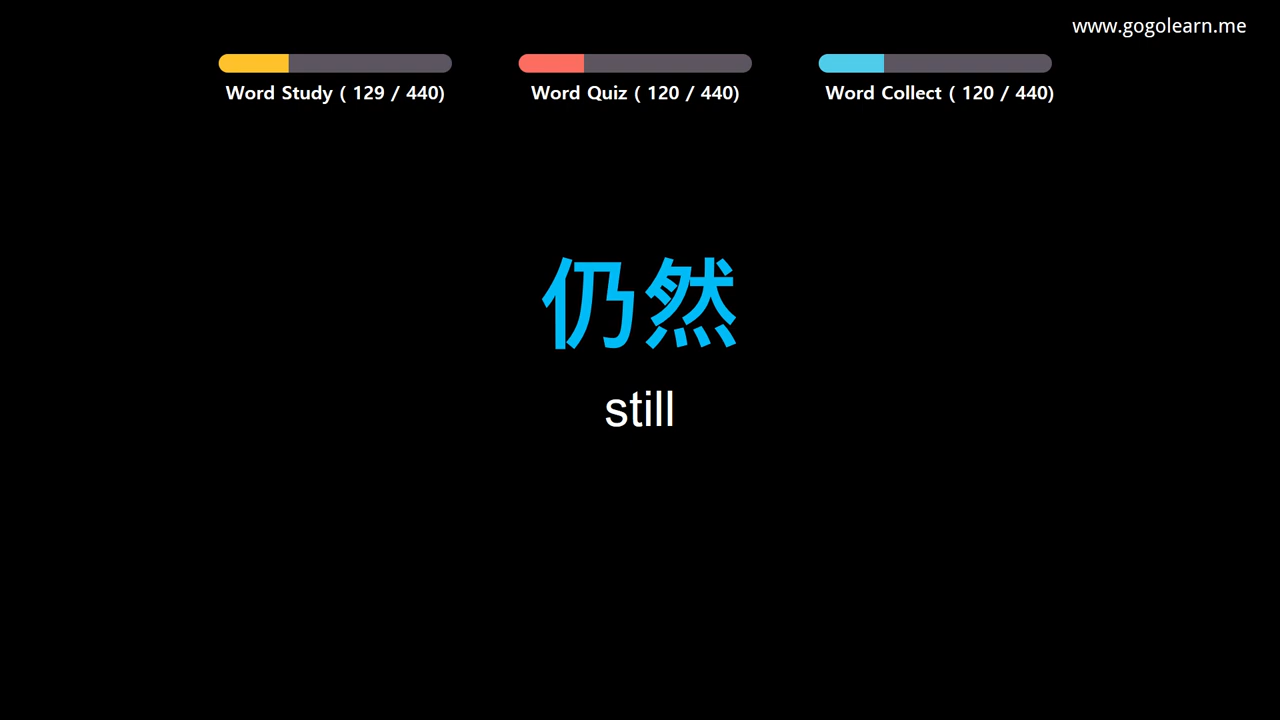 www.gogolearn.me
Word Study ( 129 / 440)
Word Quiz ( 120 / 440)
Word Collect ( 120 / 440)
仍然
still